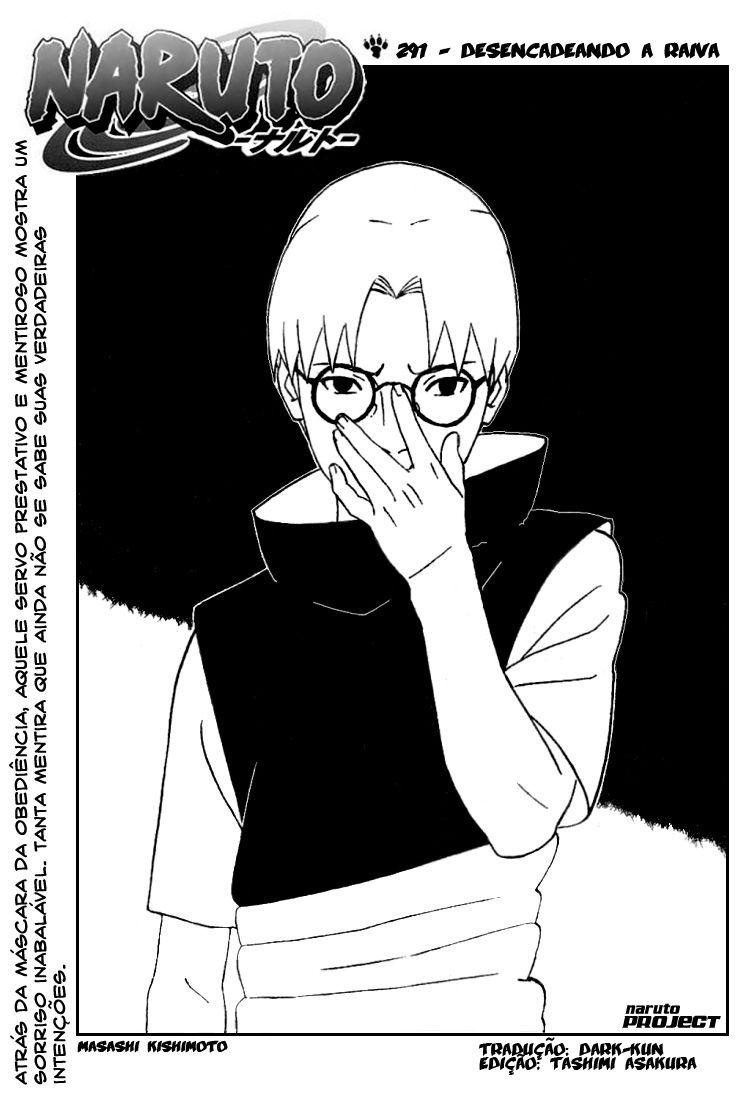 NARUTO
-ナルト-
291 - DESENCADEANDO A RAIVA
ATRÁS DA MÁSCARA DA OBEDIÊNCIA, AQUELE SERVO PRESTATIVO E MENTIROSO MOSTRA UM
SORRISO INABALÁVEL. TANTA MENTIRA QUE AINDA NÃO SE SABE SUAS VERDADEIRAS
INTENÇÕES.
naruto
PROJECT
MASASHI KISHIMOTO
TRADUÇÃO: DARK-KUN
EDIÇÃO: TASHIMI ASAKURA